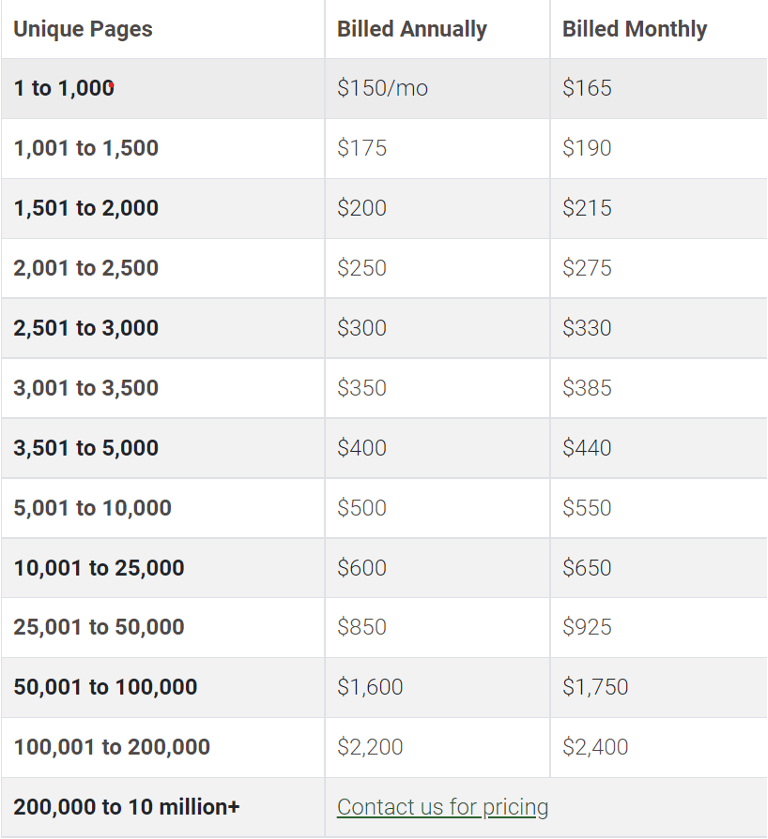 Unique Pages Billed Annually Billed Monthly
1 to 1,000 $150/mo $165
1,001 to 1,500 $175 $190
1,501 to 2,000 $200 $215
2,001 to 2,500 $250 $275
2,501 to 3,000 $300 $330
3,001 to 3,500 $350 $385
3,501 to 5,000 $400 $440
5,001 to 10,000 $500 $550
10,001 to 25,000 $600 $650
25,001 to 50,000 $850 $925
50,001 to 100,000 $1,600 $1,750
100,001 to 200,000 $2,200 $2,400
200,000 to 10 million+ Contact us for pricing